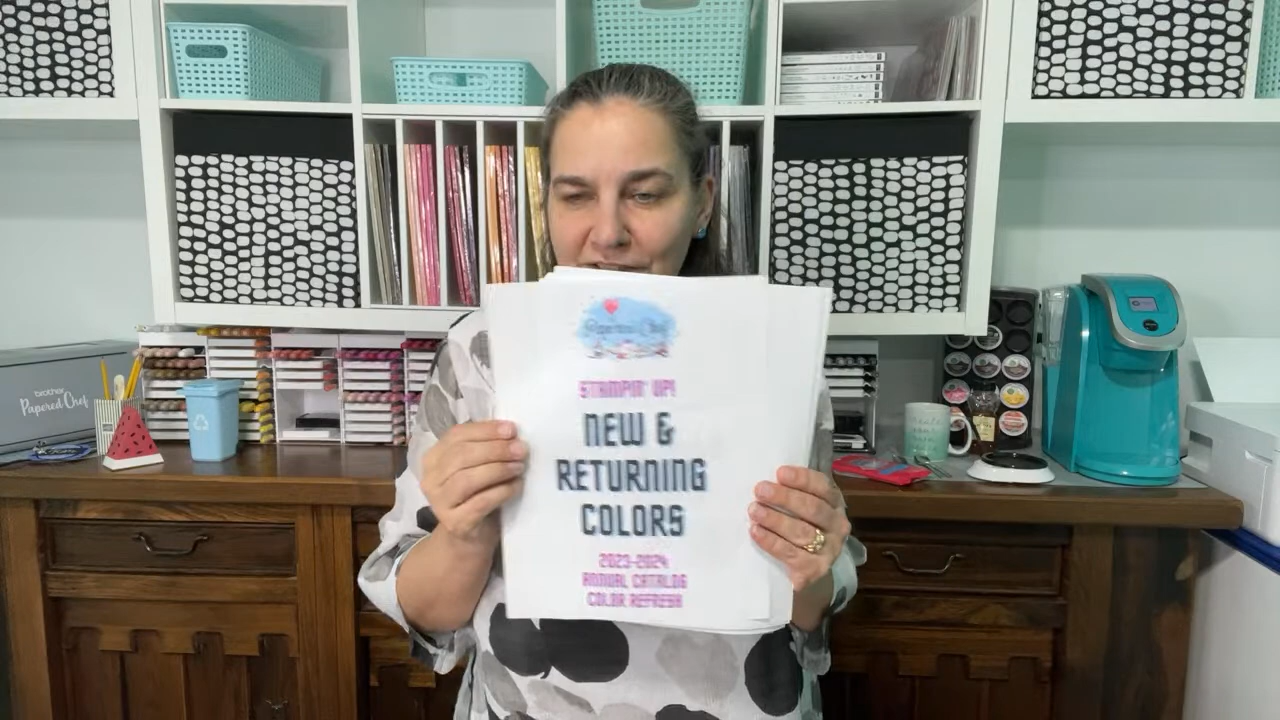 Papered Chef
STAMPIN' UP!
NEW &
RETURNING
COLORS
2023-2024
ANNUAL CATALOG
COLOR REFRESH
brother
Papered Chef